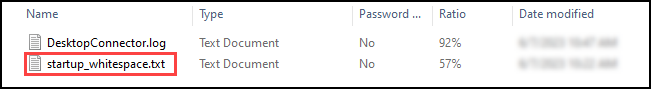 Name Type Password ... Ratio Date modified
DesktopConnector.log Text Document No 92%
startup_whitespace.txt Text Document No 57%